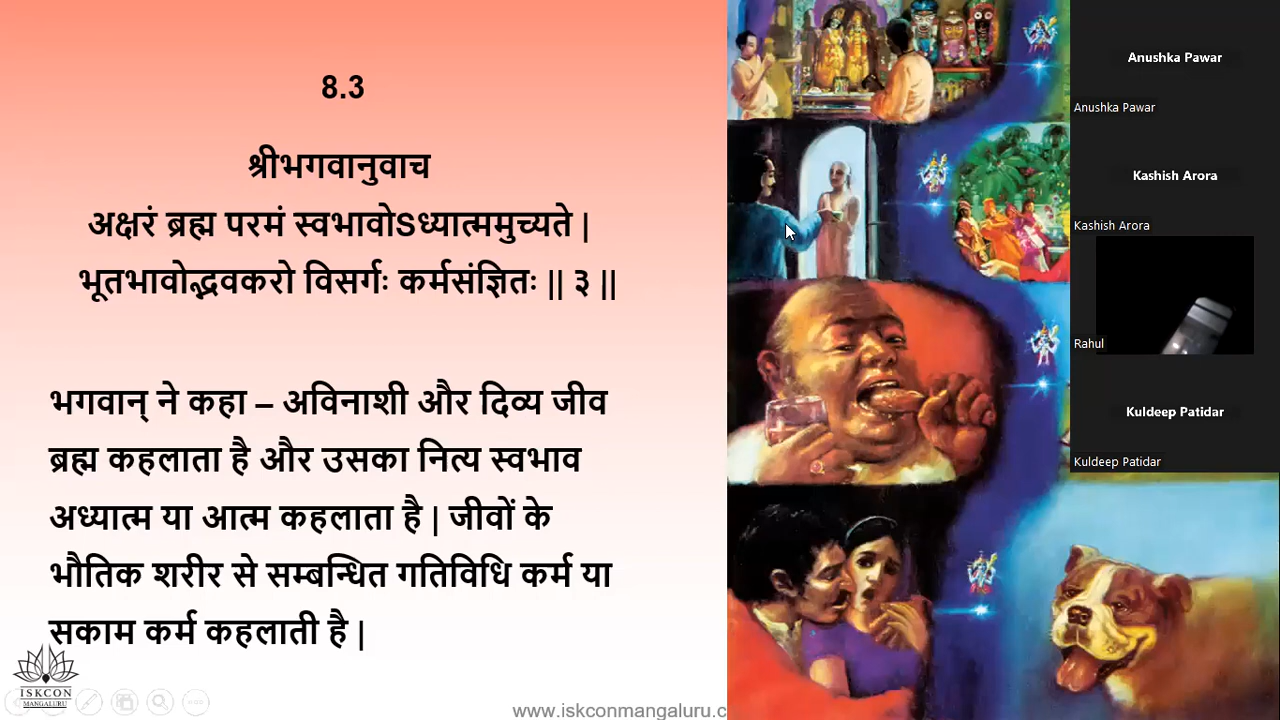 8.3
श्रीभगवानुवाच
अक्षरं ब्रह्म परमं स्वभावोSध्यात्ममुच्यते |
भूतभावोद्भवकरो विसर्गः कर्मसंज्ञितः || ३ ||
भगवान् ने कहा – अविनाशी और दिव्य जीव
ब्रह्म कहलाता है और उसका नित्य स्वभाव
अध्यात्म या आत्म कहलाता है | जीवों के
भौतिक शरीर से सम्बन्धित गतिविधि कर्म या
सकाम कर्म कहलाती है |
ISKCON
MANGALURU
www.iskconmangaluru.c
Anushka Pawar
Anushka Pawar
Kashish Arora
Kashish Arora
Rahul
Kuldeep Patidar
Kuldeep Patidar